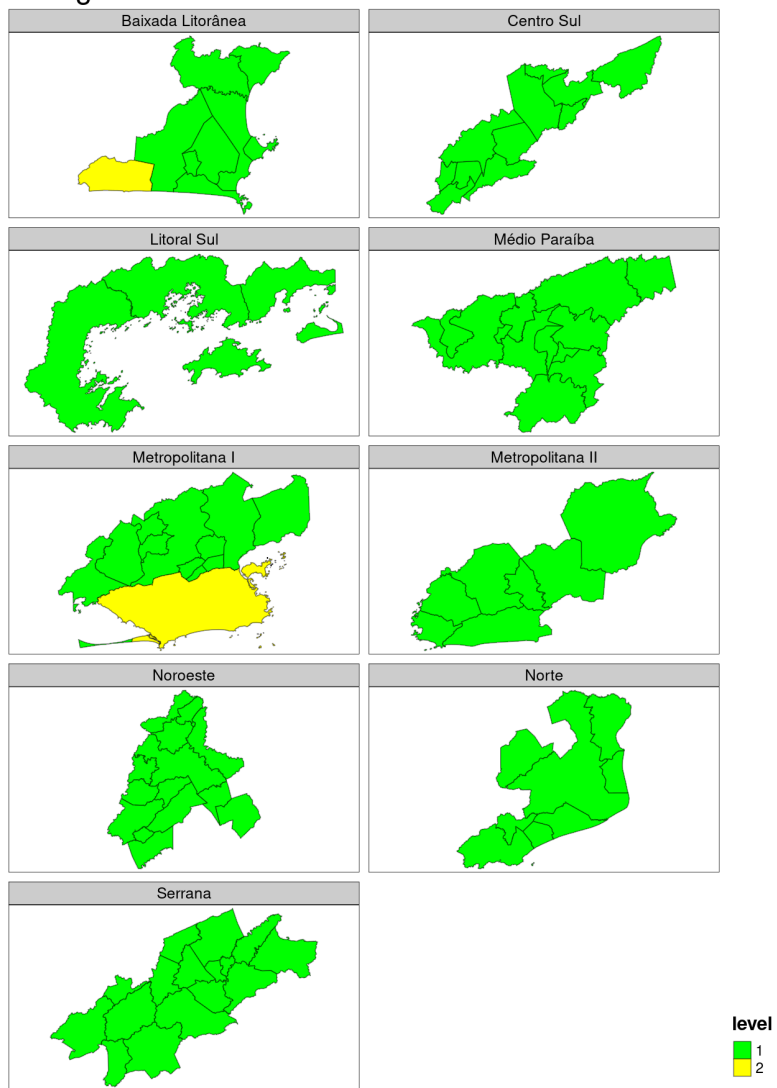 Baixada Litorânea
Centro Sul
Litoral Sul
Médio Paraíba
Metropolitana I
Metropolitana II
Noroeste
Norte
Serrana
level
1
2